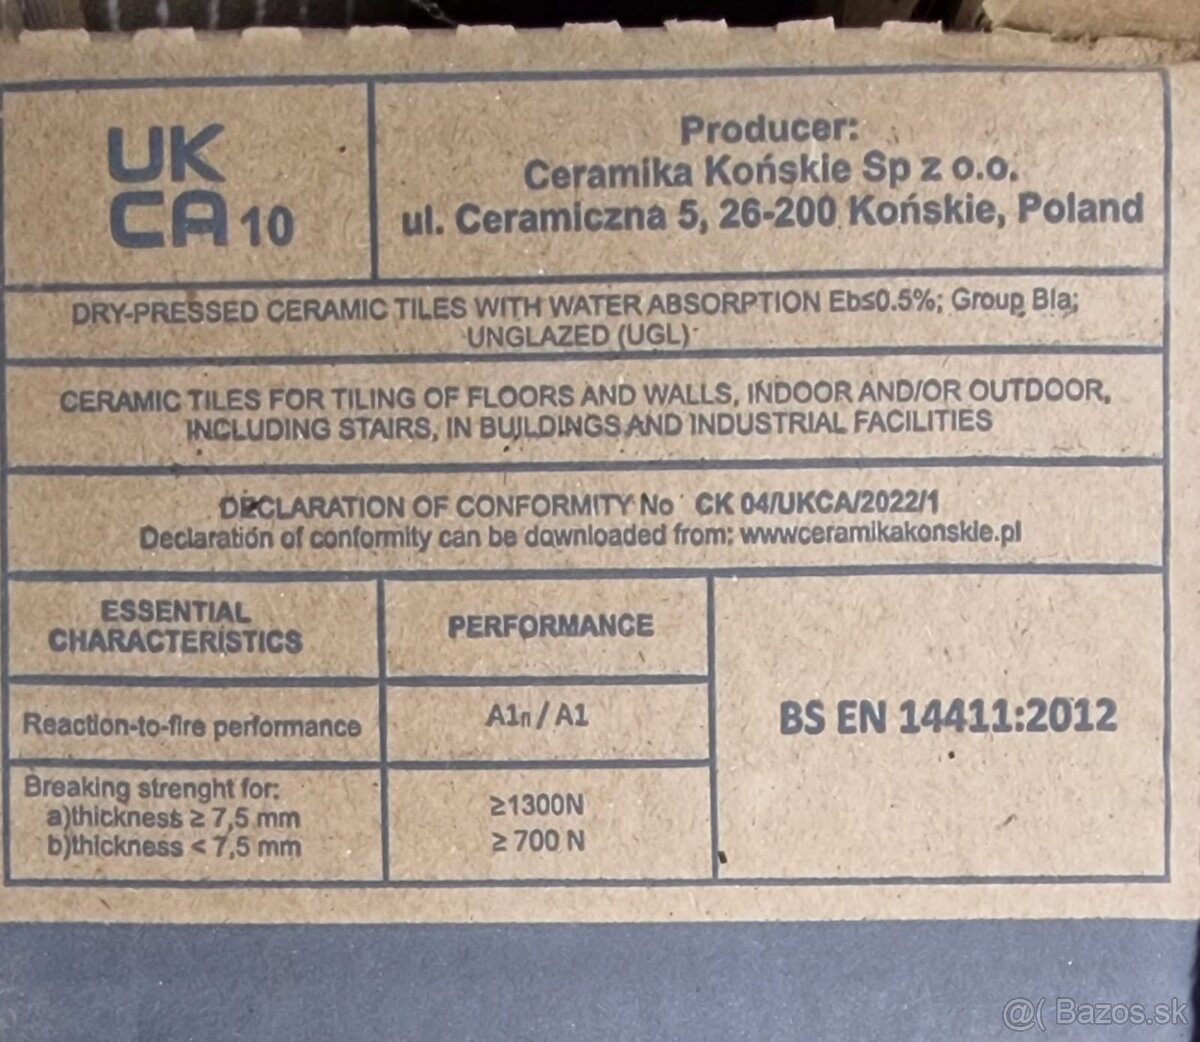 UK
CA 10
Producer:
Ceramika Końskie Sp z o.o.
ul. Ceramiczna 5, 26-200 Końskie, Poland
DRY-PRESSED CERAMIC TILES WITH WATER ABSORPTION Eb≤0.5%; Group BIa;
UNGLAZED (UGL)
CERAMIC TILES FOR TILING OF FLOORS AND WALLS, INDOOR AND/OR OUTDOOR,
INCLUDING STAIRS, IN BUILDINGS AND INDUSTRIAL FACILITIES
DECLARATION OF CONFORMITY No CK 04/UKCA/2022/1
Declaration of conformity can be downloaded from: wwwceramikakonskie.pl
ESSENTIAL
CHARACTERISTICS
PERFORMANCE
Reaction-to-fire performance
A1fl / A1
BS EN 14411:2012
Breaking strenght for:
a)thickness ≥ 7,5 mm
b)thickness < 7,5 mm
≥1300N
≥ 700 N
@( Bazos.sk